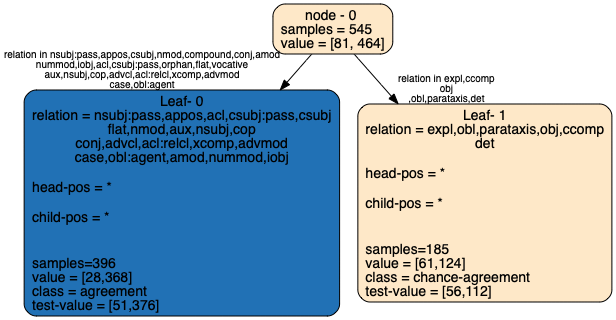 node - 0
samples = 545
value = [81, 464]
relation in nsubj:pass,appos,csubj,nmod,compound,conj,amod
nummod,iobj,acl,csubj:pass,orphan,flat,vocative
aux,nsubj,cop,advcl,acl:relcl,xcomp,advmod
case,obl:agent
relation in expl,ccomp
obj
,obl,parataxis,det
Leaf- 0
relation = nsubj:pass,appos,acl,csubj:pass,csubj
flat,nmod,aux,nsubj,cop
conj,advcl,acl:relcl,xcomp,advmod
case,obl:agent,amod,nummod,iobj
head-pos = *
child-pos = *
samples=396
value = [28,368]
class = agreement
test-value = [51,376]
Leaf- 1
relation = expl,obl,parataxis,obj,ccomp
det
head-pos = *
child-pos = *
samples=185
value = [61,124]
class = chance-agreement
test-value = [56,112]